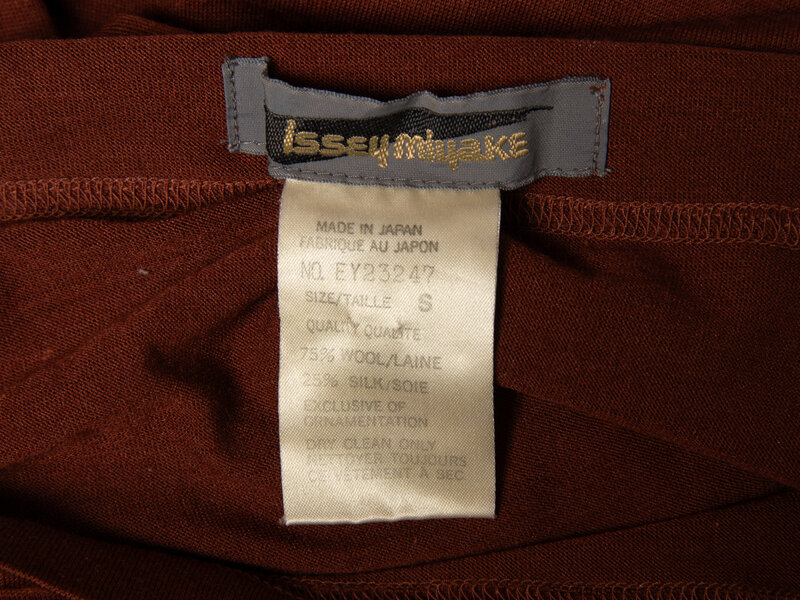 ISSEY MIYAKE
MADE IN JAPAN
FABRIQUE AU JAPON
NO. EY23247
SIZE/TAILLE S
QUALITY QUALITE
75% WOOL/LAINE
25% SILK/SOIE
EXCLUSIVE OF
ORNAMENTATION
DRY CLEAN ONLY
NETTOYER TOUJOURS
CE VETEMENT A SEC